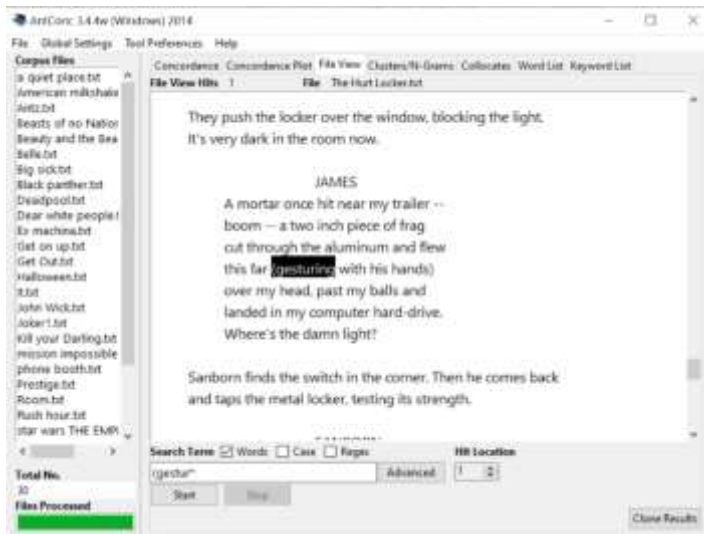 AntConc 3.4.4w (Windows) 2014
File Global Settings Tool Preferences Help
Corpus Files
a quiet place.txt
American milkshake
Antz.txt
Beasts of no Nation
Beauty and the Bea
Belle.txt
Big sick.txt
Black panther.txt
Deadpool.txt
Dear white people.t
Ex machina.txt
Get on up.txt
Get Out.txt
Halloween.txt
It.txt
John Wick.txt
Joker1.txt
Kill your Darling.txt
mission impossible
phone booth.txt
Prestige.txt
Room.txt
Rush hour.txt
star wars THE EMPI
Total No.
30
Files Processed
Concordance Concordance Plot File View Clusters/N-Grams Collocates Word List Keyword List
File View Hits 1 File The Hurt Locker.txt
They push the locker over the window, blocking the light.
It's very dark in the room now.
JAMES
A mortar once hit near my trailer --
boom -- a two inch piece of frag
cut through the aluminum and flew
this far (gesturing with his hands)
over my head, past my balls and
landed in my computer hard-drive.
Where's the damn light?
Sanborn finds the switch in the corner. Then he comes back
and taps the metal locker, testing its strength.
SANBORN
Search Term Words Case Regex Hit Location
(gestur* Advanced 1
Start Stop
Clone Results